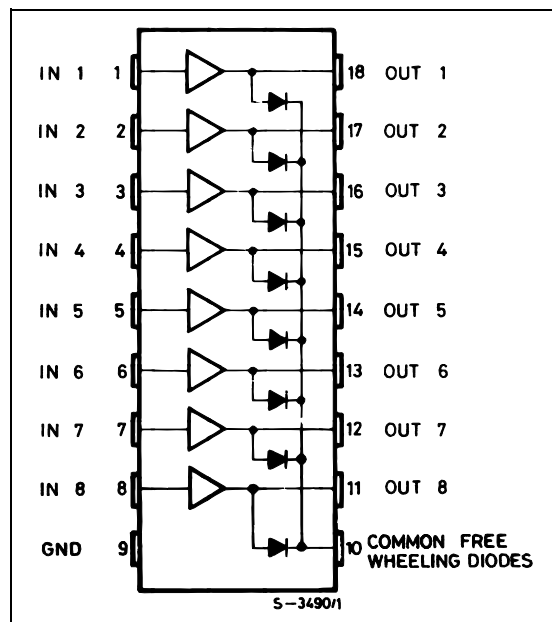 IN 1 1 18 OUT 1
IN 2 2 17 OUT 2
IN 3 3 16 OUT 3
IN 4 4 15 OUT 4
IN 5 5 14 OUT 5
IN 6 6 13 OUT 6
IN 7 7 12 OUT 7
IN 8 8 11 OUT 8
GND 9 10 COMMON FREE
WHEELING DIODES
S-3490/1